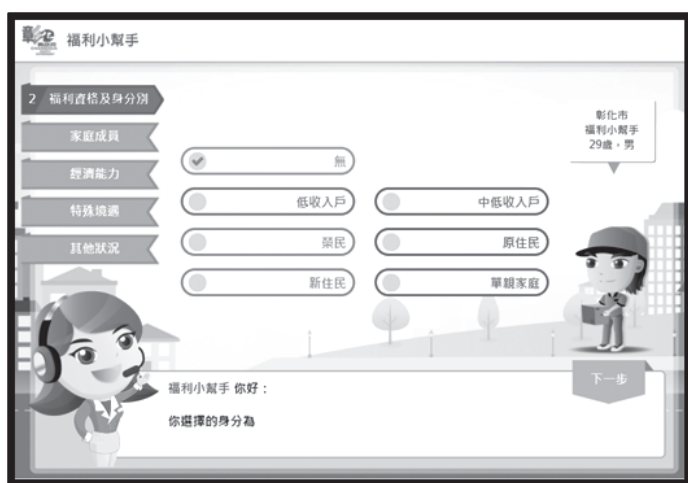 福利小幫手
2 福利資格及身分別
家庭成員
經濟能力
特殊境遇
其他狀況
彰化市
福利小幫手
29歲，男
無
低收入戶
中低收入戶
榮民
原住民
新住民
單親家庭
福利小幫手 你好：
你選擇的身分為
下一步